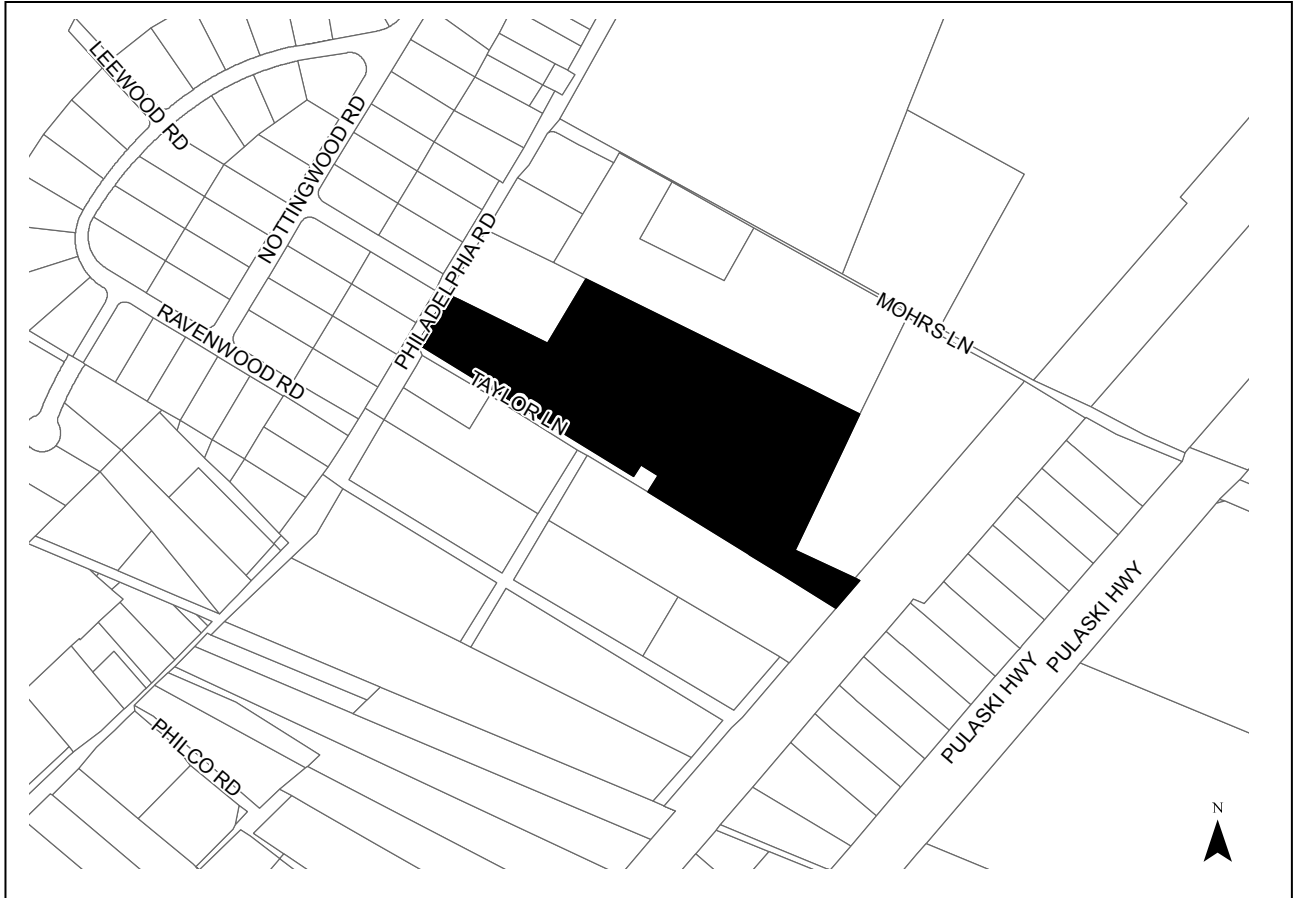 LEEWOOD RD
NOTTINGWOOD RD
PHILADELPHIA RD
MOHRS LN
RAVENWOOD RD
TAYLOR LN
PULASKI HWY
PULASKI HWY
PHILCO RD
N